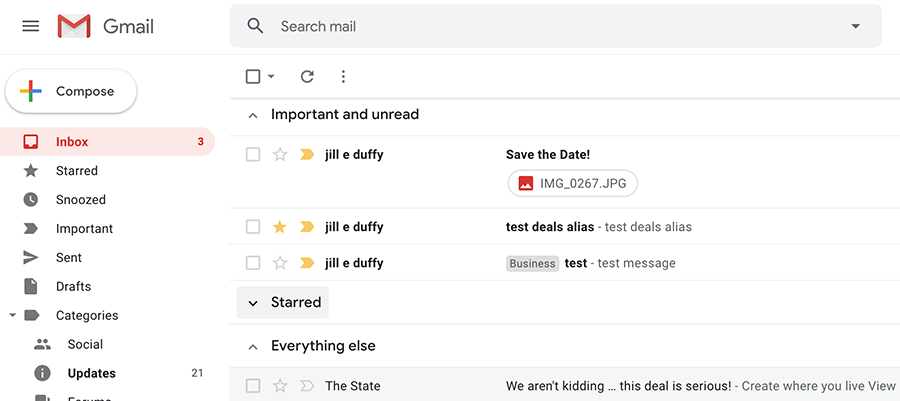 Gmail
Search mail
Compose
Inbox 3
Starred
Snoozed
Important
Sent
Drafts
Categories
Social
Updates 21
Forums
Important and unread
jill e duffy Save the Date!
IMG_0267.JPG
jill e duffy test deals alias - test deals alias
jill e duffy Business test - test message
Starred
Everything else
The State We aren't kidding ... this deal is serious! - Create where you live View